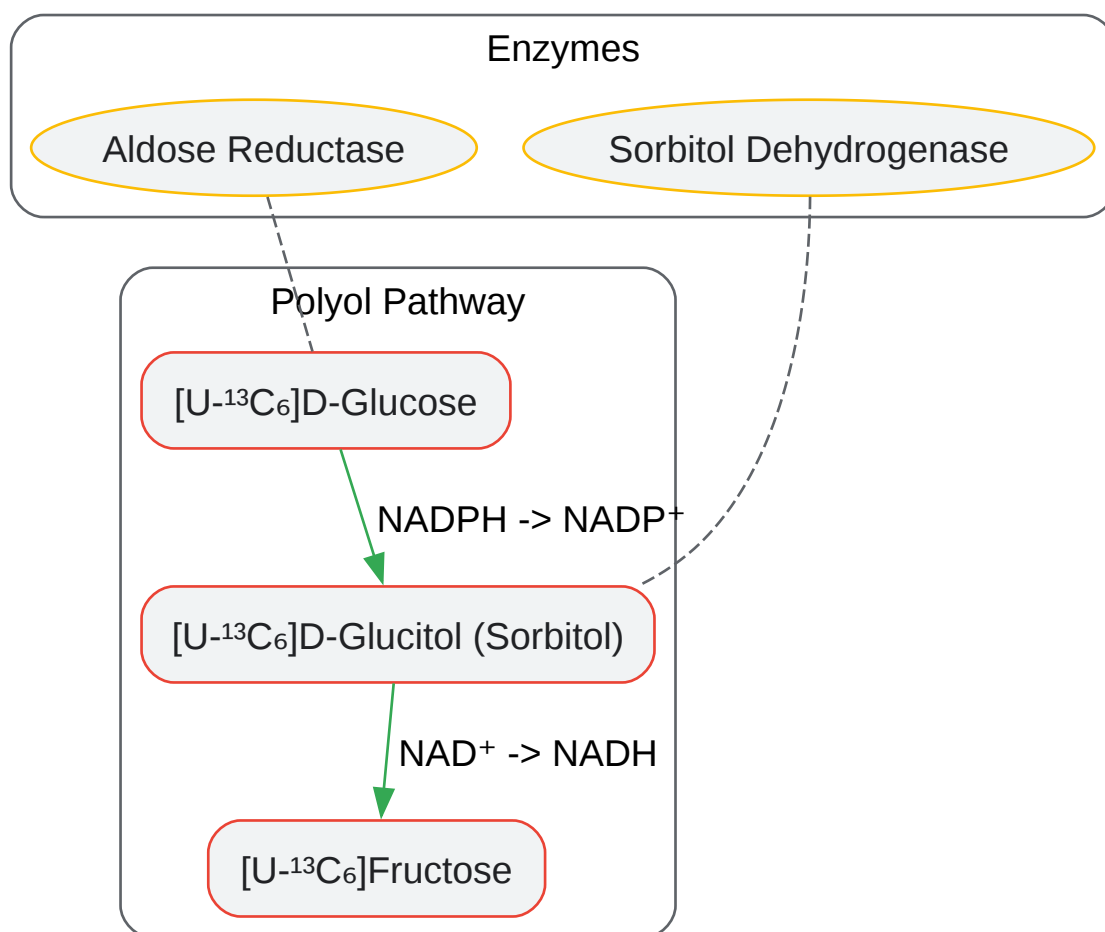 Enzymes
Aldose Reductase
Sorbitol Dehydrogenase
Polyol Pathway
[U-¹³C₆]D-Glucose
NADPH -> NADP⁺
[U-¹³C₆]D-Glucitol (Sorbitol)
NAD⁺ -> NADH
[U-¹³C₆]Fructose